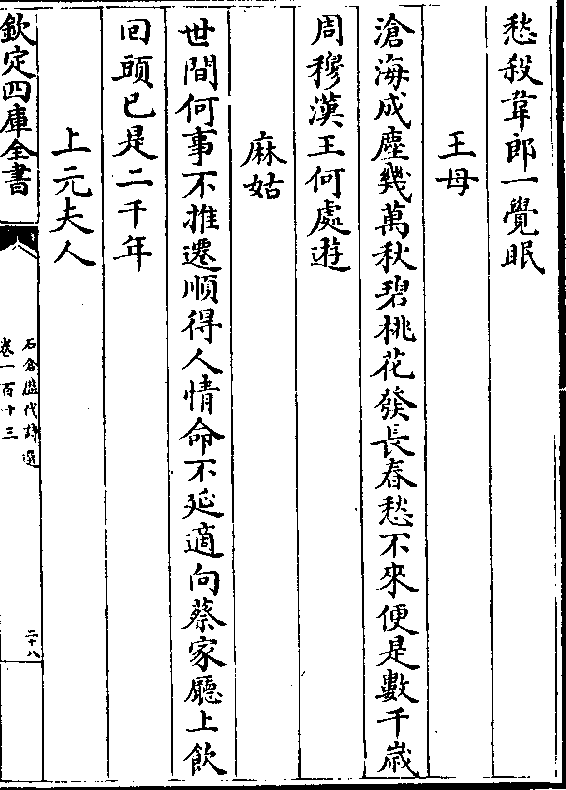 愁殺韋郎一覺眠
王母
滄海成塵幾萬秋碧桃花發長春愁不來便是數千歲
周穆漢王何處遊
麻姑
世間何事不推遷順得人情命不延適向蔡家廳上飲
回頭已是二千年
上元夫人
欽定四庫全書
石倉歴代詩選
卷一百十三
二十八